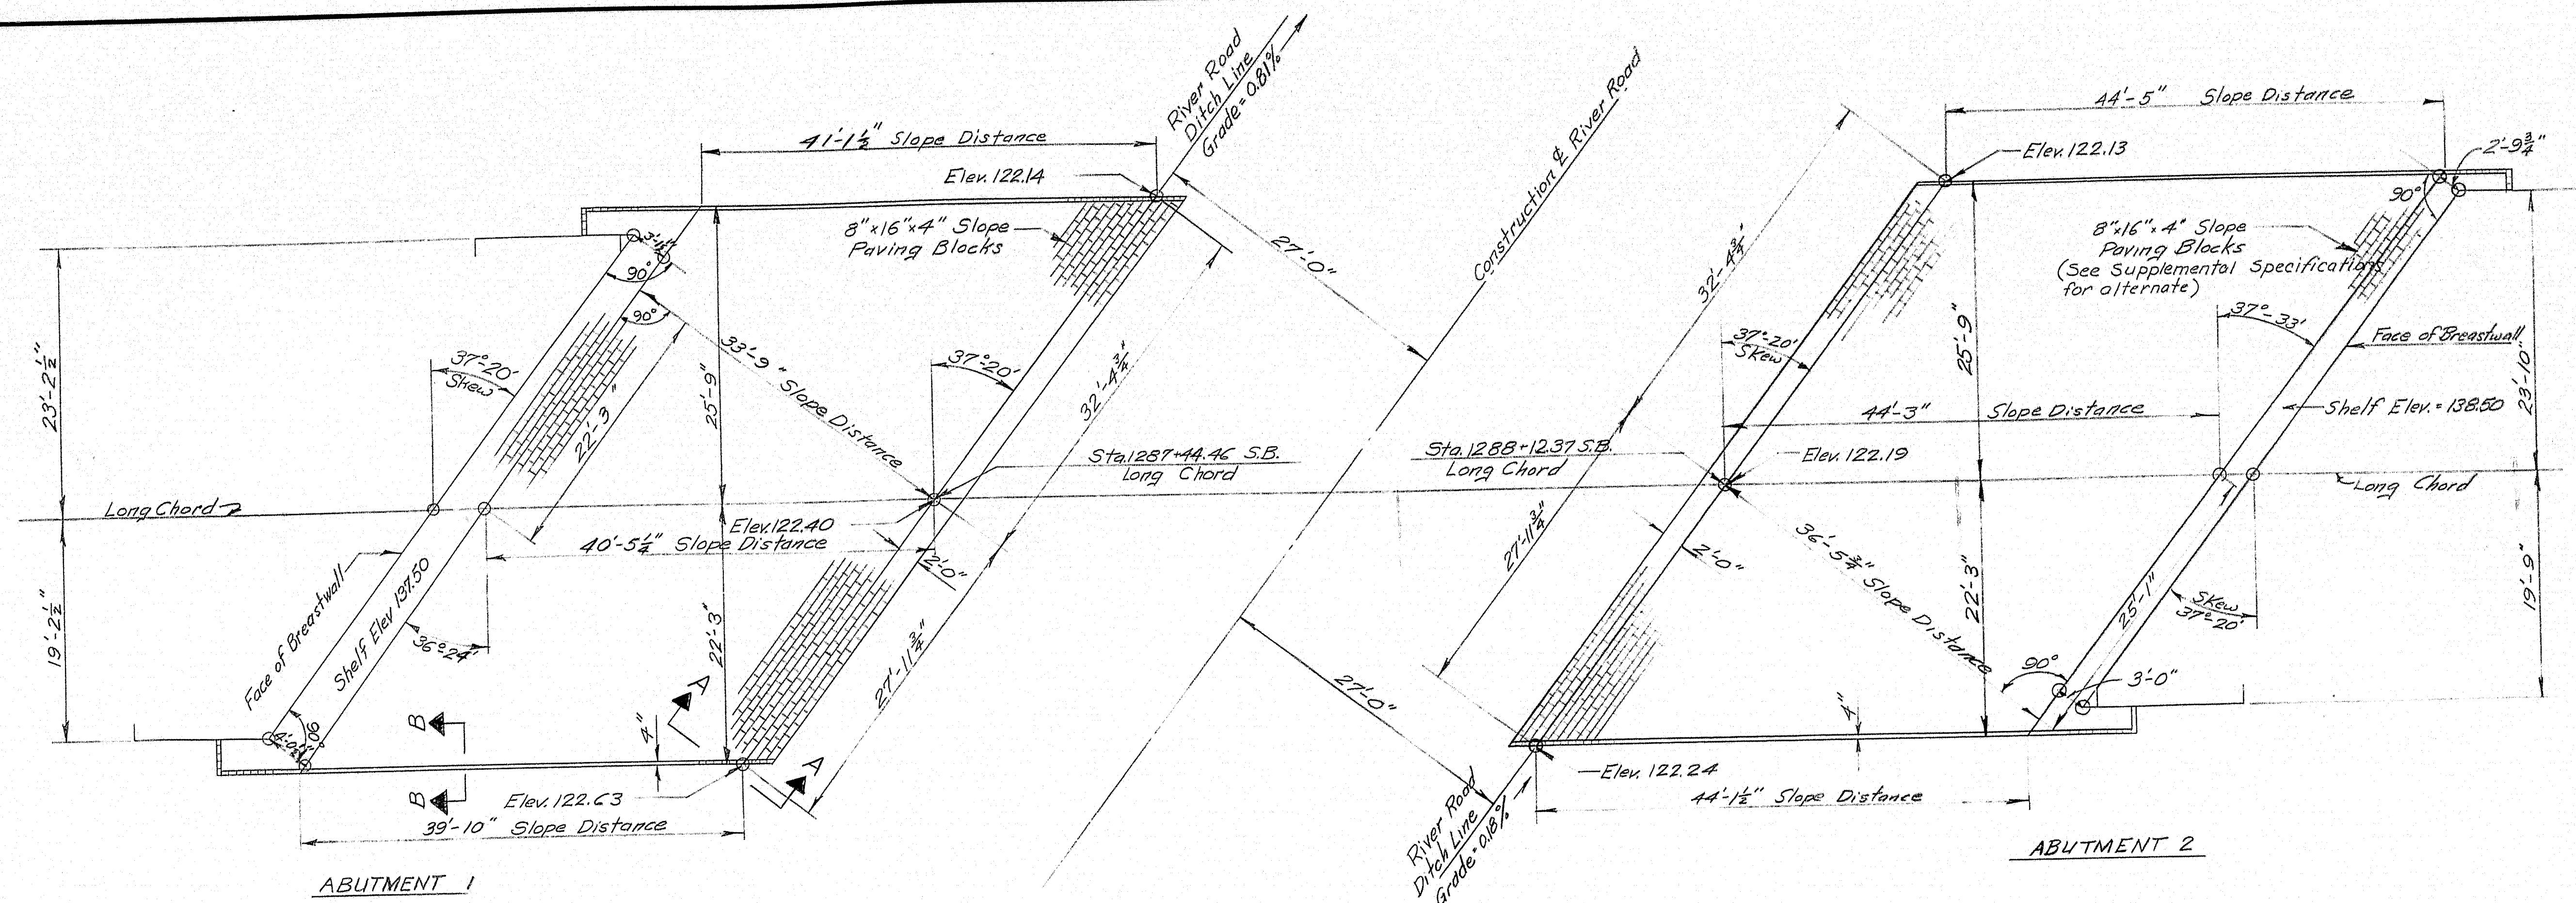 River Road
Ditch Line
Grade = 0.81%
41'-1½" Slope Distance
Elev. 122.14
8"x16"x4" Slope
Paving Blocks
90°
90°
37°-20'
Skew
23'-2½"
22'-3"
33'-9" Slope Distance
25'-9"
37°-20'
32'-4¾"
27'-0"
Construction ℄ River Road
Sta. 1287+44.46 S.B.
Long Chord
Long Chord
Elev. 122.40
40'-5¼" Slope Distance
2'-0"
Face of Breastwall
Shelf Elev 137.50
36°-24'
19'-2½"
22'-3"
27'-11¾"
90°
B
B
A
A
4"
Elev. 122.63
39'-10" Slope Distance
ABUTMENT 1
44'-5" Slope Distance
Elev. 122.13
2'-9¾"
90°
8"x16"x4" Slope
Paving Blocks
(See Supplemental Specifications
for alternate)
32'-4¾"
37°-20'
Skew
25'-9"
37°-33'
Face of Breastwall
44'-3" Slope Distance
Shelf Elev. = 138.50
23'-10"
Sta. 1288+12.37 S.B.
Long Chord
Elev. 122.19
Long Chord
27'-11¾"
2'-0"
36'-5¾" Slope Distance
22'-3"
25'-1"
Skew
37°-20'
19'-9"
90°
3'-0"
27'-0"
4"
Elev. 122.24
44'-1½" Slope Distance
River Road
Ditch Line
Grade = 0.18%
ABUTMENT 2